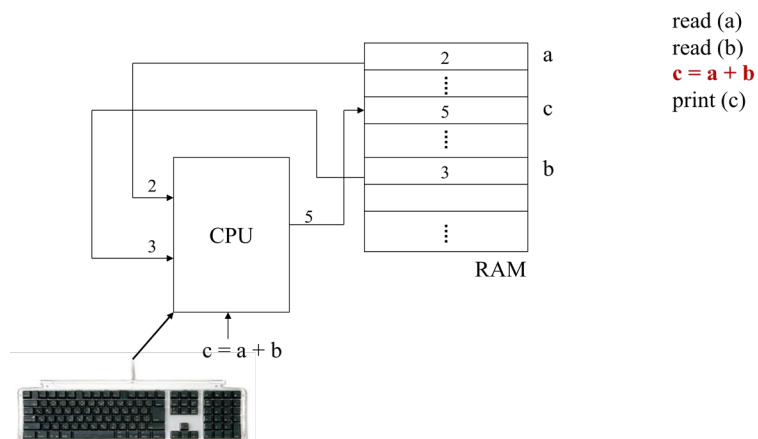 read (a)
read (b)
c = a + b
print (c)
2 a
5 c
3 b
RAM
2
3
CPU
5
c = a + b